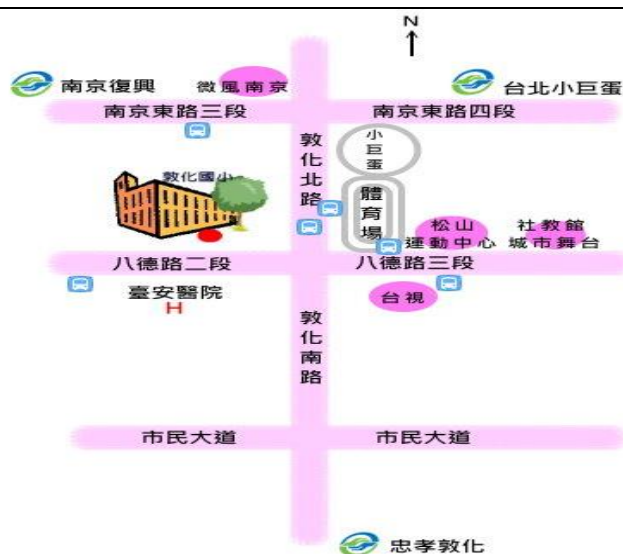 N
南京復興
微風南京
台北小巨蛋
南京東路三段
南京東路四段
小巨蛋
敦化北路
敦化國小
體育場
松山
運動中心
社教館
城市舞台
八德路二段
八德路三段
臺安醫院
H
台視
敦化南路
市民大道
市民大道
忠孝敦化